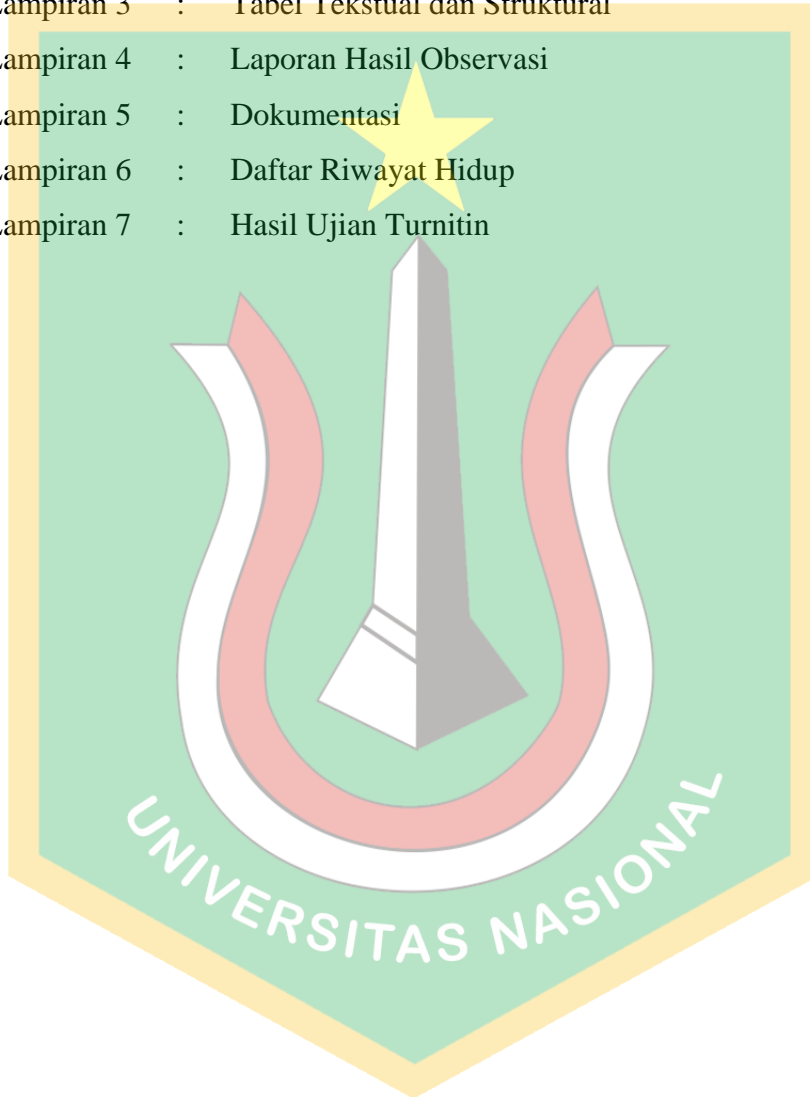 Lampiran 3 : Tabel Tekstual dan Struktural
Lampiran 4 : Laporan Hasil Observasi
Lampiran 5 : Dokumentasi
Lampiran 6 : Daftar Riwayat Hidup
Lampiran 7 : Hasil Ujian Turnitin
UNIVERSITAS NASIONAL